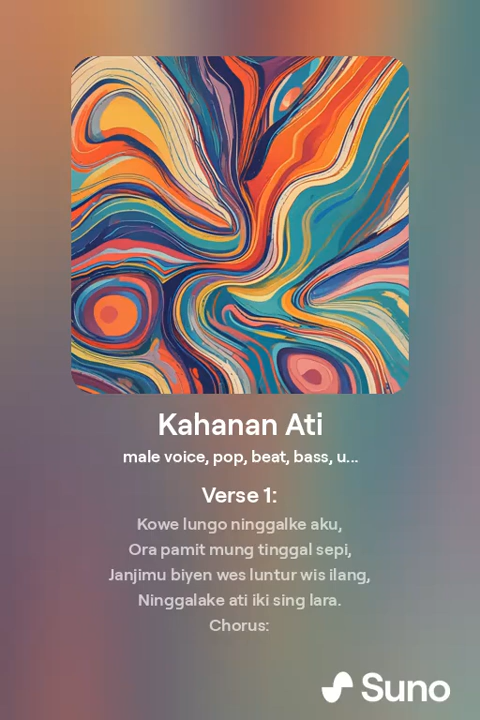 Kahanan Ati
male voice, pop, beat, bass, u...
Verse 1:
Kowe lungo ninggalke aku,
Ora pamit mung tinggal sepi,
Janjimu biyen wes luntur wis ilang,
Ninggalake ati iki sing lara.
Chorus:
Suno